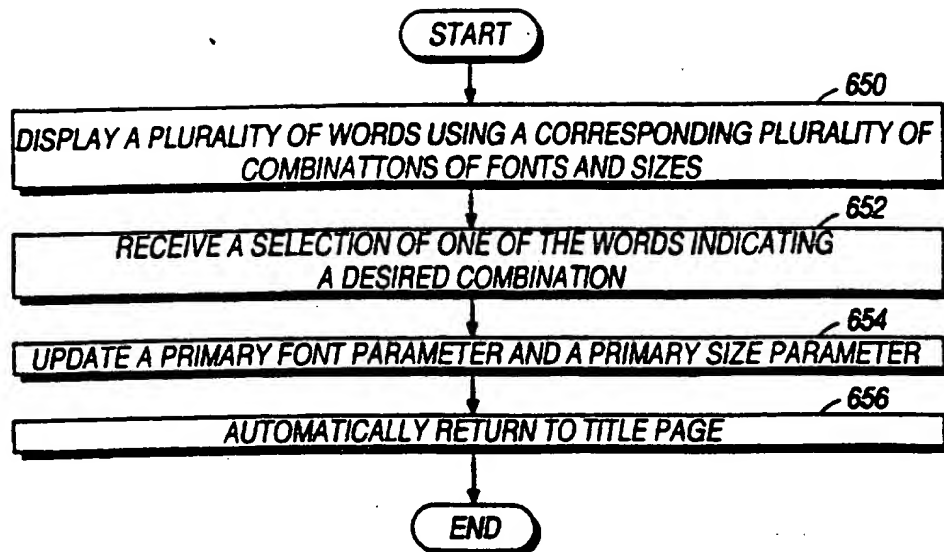 START
650
DISPLAY A PLURALITY OF WORDS USING A CORRESPONDING PLURALITY OF
COMBINATTONS OF FONTS AND SIZES
652
RECEIVE A SELECTION OF ONE OF THE WORDS INDICATING
A DESIRED COMBINATION
654
UPDATE A PRIMARY FONT PARAMETER AND A PRIMARY SIZE PARAMETER
656
AUTOMATICALLY RETURN TO TITLE PAGE
END